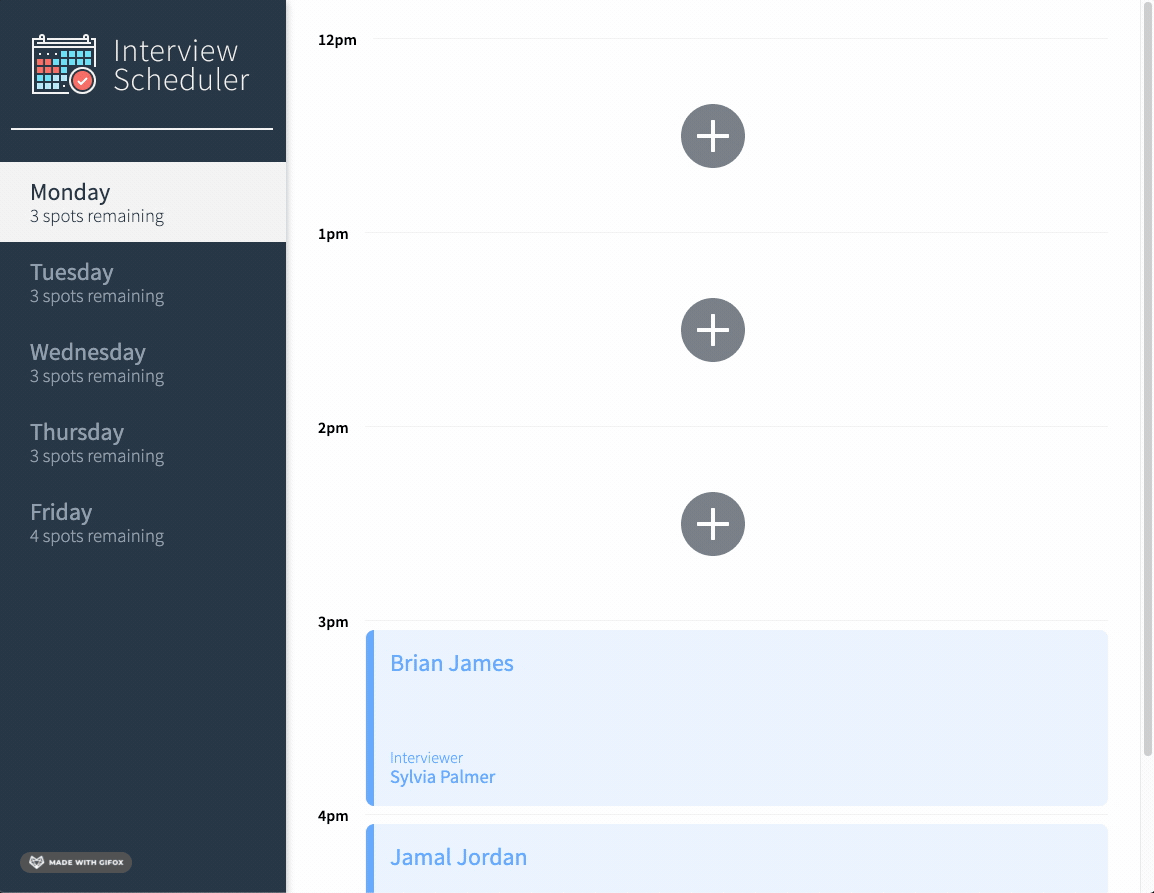 Interview
Scheduler
Monday
3 spots remaining
Tuesday
3 spots remaining
Wednesday
3 spots remaining
Thursday
3 spots remaining
Friday
4 spots remaining
MADE WITH GIFOX
12pm
1pm
2pm
3pm
Brian James
Interviewer
Sylvia Palmer
4pm
Jamal Jordan